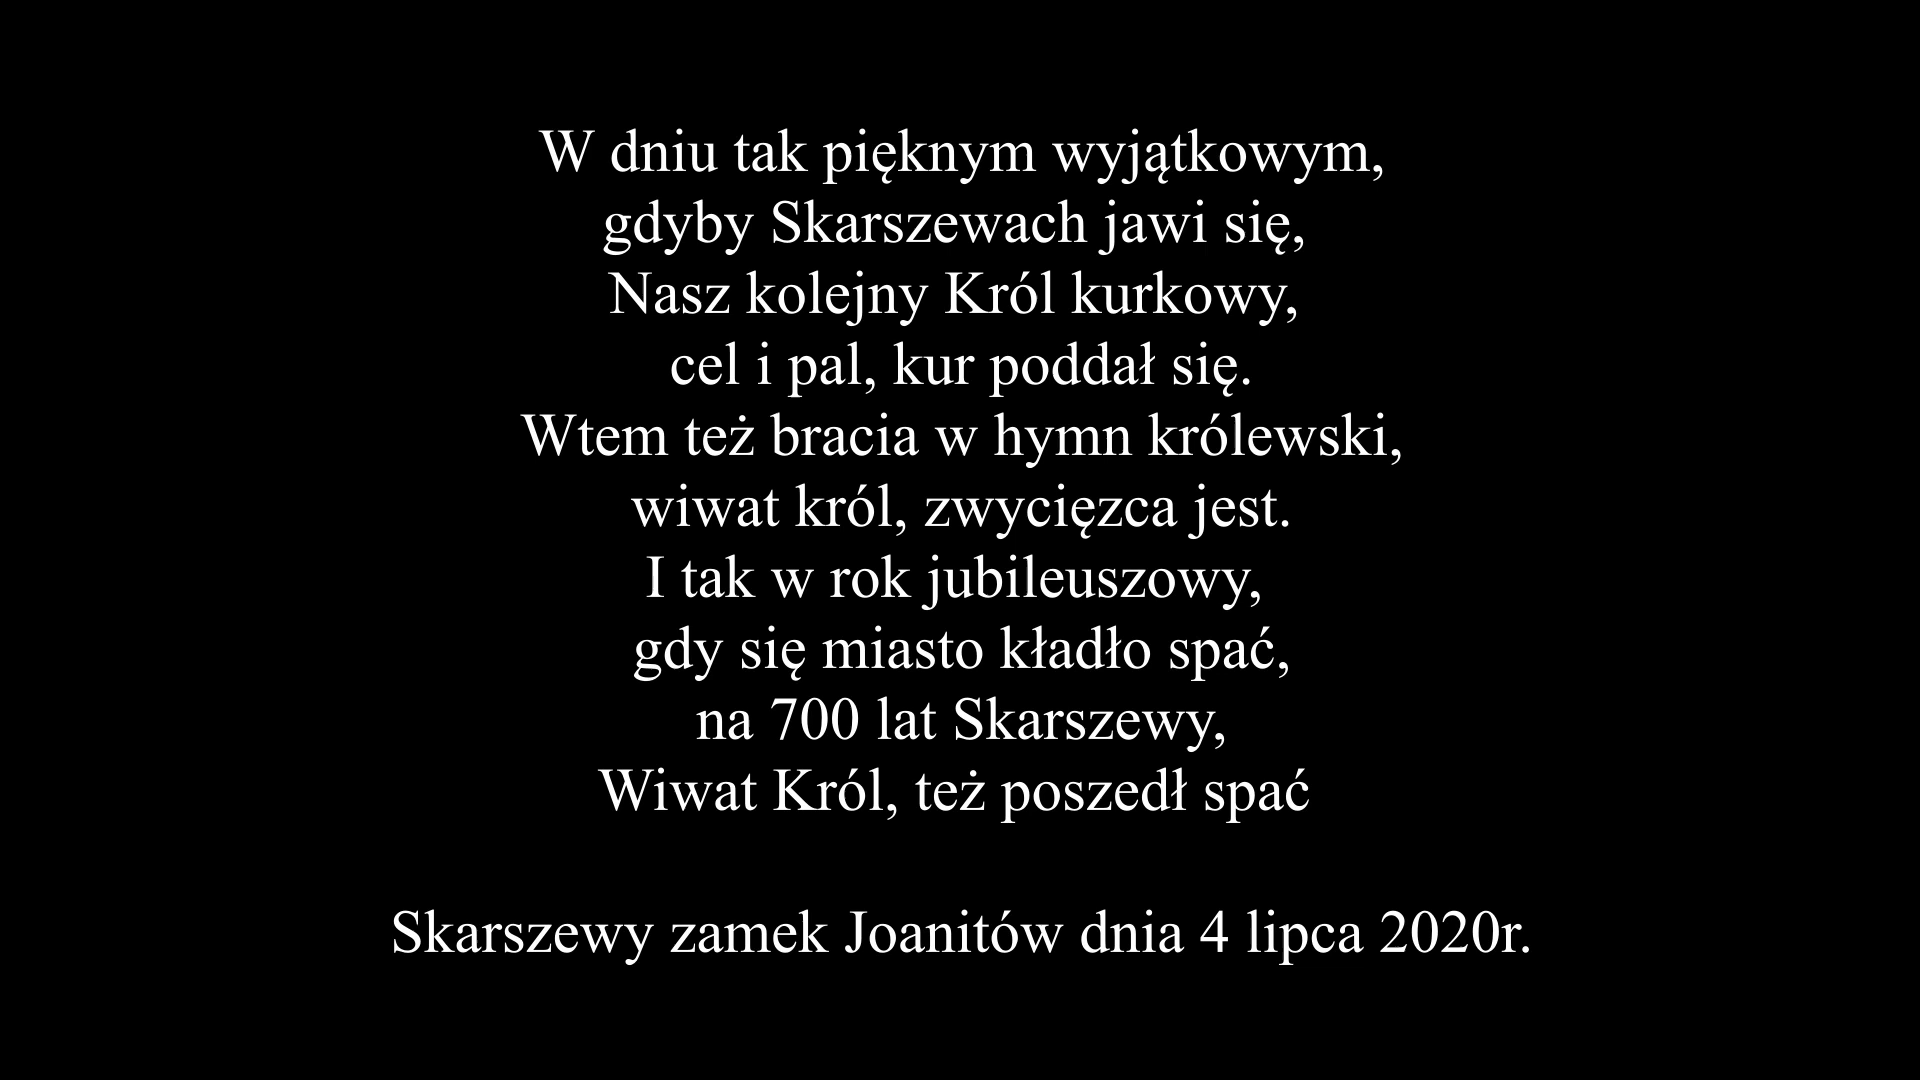 W dniu tak pięknym wyjątkowym,
gdyby Skarszewach jawi się,
Nasz kolejny Król kurkowy,
cel i pal, kur poddał się.
Wtem też bracia w hymn królewski,
wiwat król, zwycięzca jest.
I tak w rok jubileuszowy,
gdy się miasto kładło spać,
na 700 lat Skarszewy,
Wiwat Król, też poszedł spać
Skarszewy zamek Joanitów dnia 4 lipca 2020r.